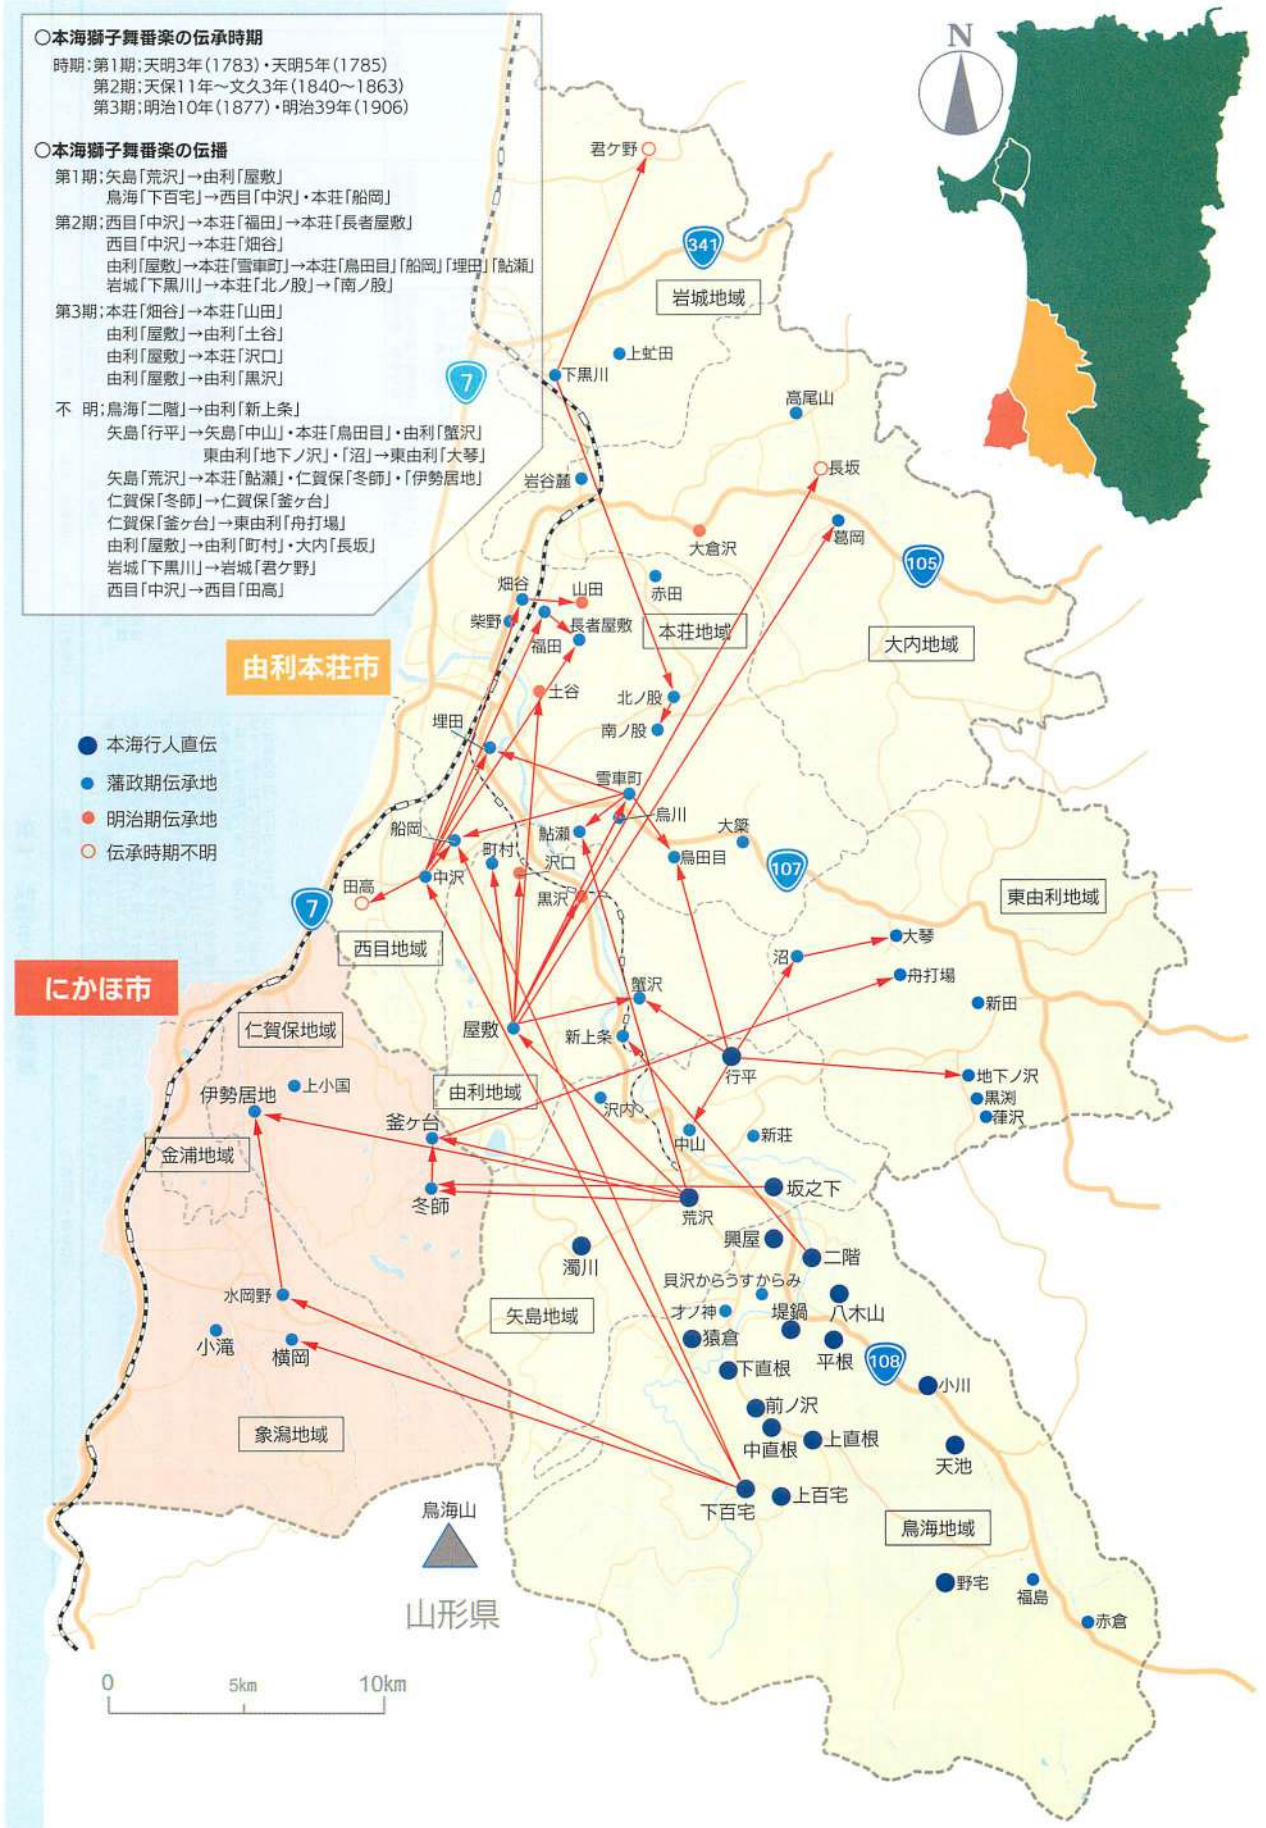 ○本海獅子舞番楽の伝承時期
時期;第1期;天明3年(1783)・天明5年(1785)
第2期;天保11年～文久3年(1840～1863)
第3期;明治10年(1877)・明治39年(1906)
○本海獅子舞番楽の伝播
第1期;矢島「荒沢」→由利「屋敷」
鳥海「下百宅」→西目「中沢」・本荘「船岡」
第2期;西目「中沢」→本荘「福田」→本荘「長者屋敷」
西目「中沢」→本荘「畑谷」
由利「屋敷」→本荘「雪車町」→本荘「鳥田目」「船岡」「埋田」「鮎瀬」
岩城「下黒川」→本荘「北ノ股」→「南ノ股」
第3期;本荘「畑谷」→本荘「山田」
由利「屋敷」→由利「土谷」
由利「屋敷」→本荘「沢口」
由利「屋敷」→由利「黒沢」
不 明;鳥海「二階」→由利「新上条」
矢島「行平」→矢島「中山」・本荘「鳥田目」・由利「蟹沢」
東由利「地下ノ沢」・「沼」→東由利「大琴」
矢島「荒沢」→本荘「鮎瀬」・仁賀保「冬師」・「伊勢居地」
仁賀保「冬師」→仁賀保「釜ヶ台」
仁賀保「釜ヶ台」→東由利「舟打場」
由利「屋敷」→由利「町村」・大内「長坂」
岩城「下黒川」→岩城「君ケ野」
西目「中沢」→西目「田高」
N
君ケ野
341
岩城地域
上虻田
7
下黒川
高尾山
長坂
岩谷麓
葛岡
大倉沢
105
畑谷
山田
赤田
柴野
長者屋敷
福田
本荘地域
大内地域
由利本荘市
土谷
北ノ股
埋田
南ノ股
本海行人直伝
藩政期伝承地
明治期伝承地
伝承時期不明
雪車町
烏川
船岡
鮎瀬
大簗
町村
沢口
鳥田目
107
田高
中沢
黒沢
東由利地域
7
西目地域
大琴
沼
舟打場
にかほ市
蟹沢
新田
仁賀保地域
屋敷
新上条
行平
地下ノ沢
上小国
由利地域
伊勢居地
沢内
黒渕
釜ヶ台
葎沢
金浦地域
中山
新荘
坂之下
冬師
荒沢
興屋
二階
濁川
貝沢からうすからみ
水岡野
矢島地域
才ノ神
堤鍋
八木山
小滝
横岡
猿倉
平根
108
下直根
小川
前ノ沢
象潟地域
中直根
上直根
天池
下百宅
上百宅
鳥海山
鳥海地域
野宅
福島
山形県
赤倉
0
5km
10km